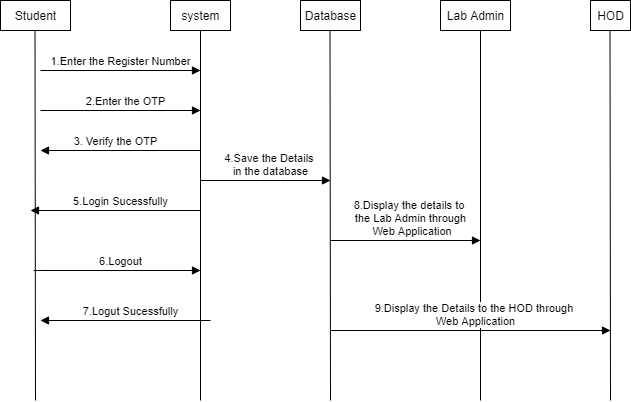 Student
system
Database
Lab Admin
HOD
1.Enter the Register Number
2.Enter the OTP
3. Verify the OTP
4.Save the Details
in the database
5.Login Sucessfully
8.Display the details to
the Lab Admin through
Web Application
6.Logout
7.Logut Sucessfully
9.Display the Details to the HOD through
Web Application